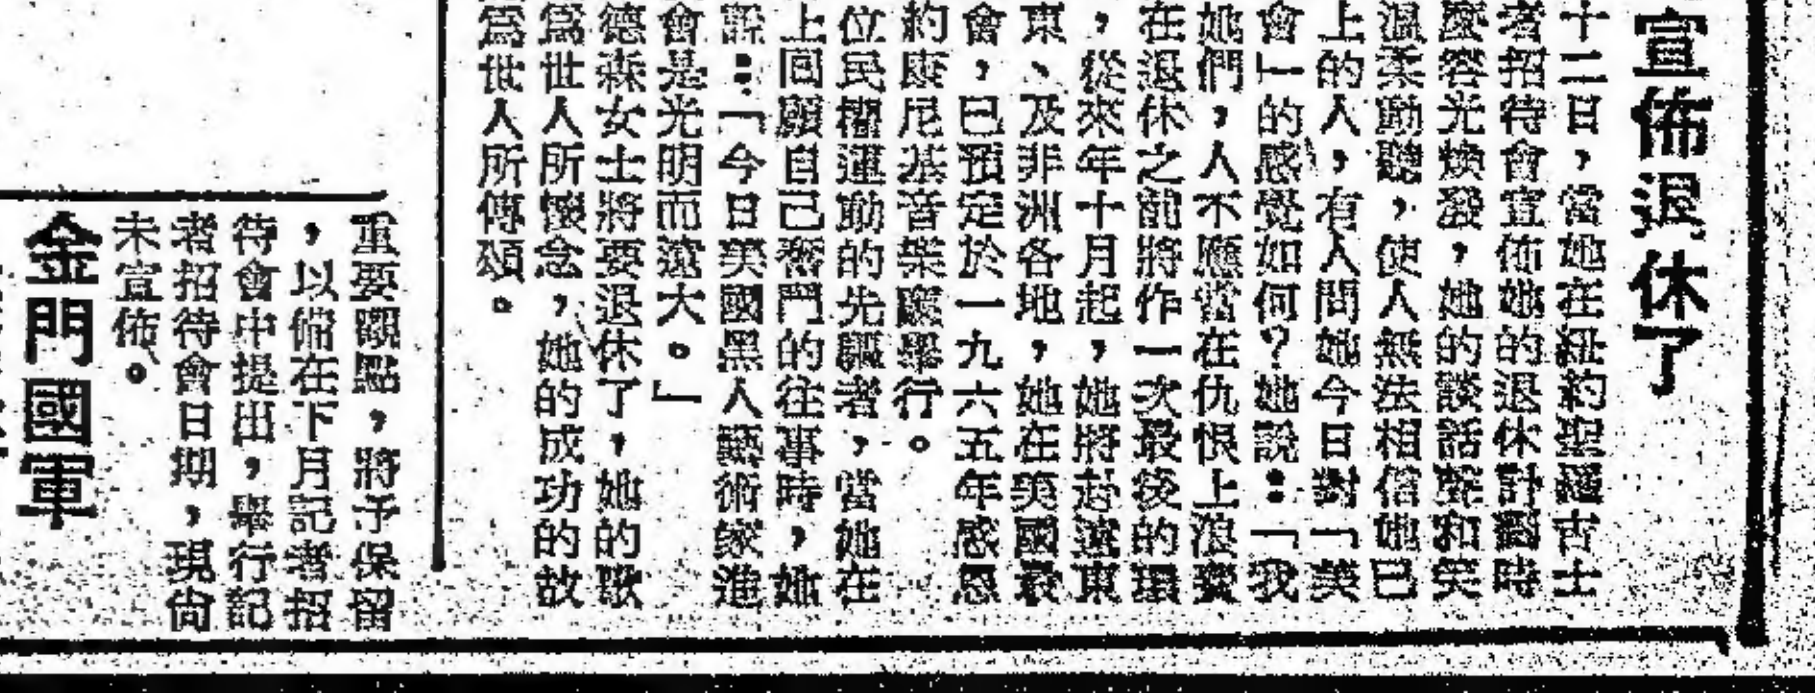 宣佈退休了
十二日，當她在紐約聖彌古士
者招待會宣佈她的退休計劃時
麼容光煥發，她的談話柴和笑
溫柔動聽，使人無法相信她已
上的人，有人問她今日對「美
會」的感覺如何？她說：「我
她們，人不應當在仇恨上浪費
在退休之前將作一次最後的環
，從來年十月起，她將赴遠東
東、及非洲各地，她在美國最
會，已預定於一九六五年感恩
約康尼基音樂廳舉行。
位民權運動的先驅者，當她在
上回顧自己奮鬥的往事時，她
說：「今日美國黑人藝術家進
會是光明而遠大。」
德森女士將要退休了，她的歌
為世人所懷念，她的成功的故
為世人所傳頌。
重要觀點，將予保留
，以備在下月記者招
待會中提出，舉行記
者招待會日期，現尚
未宣佈。
金門國軍